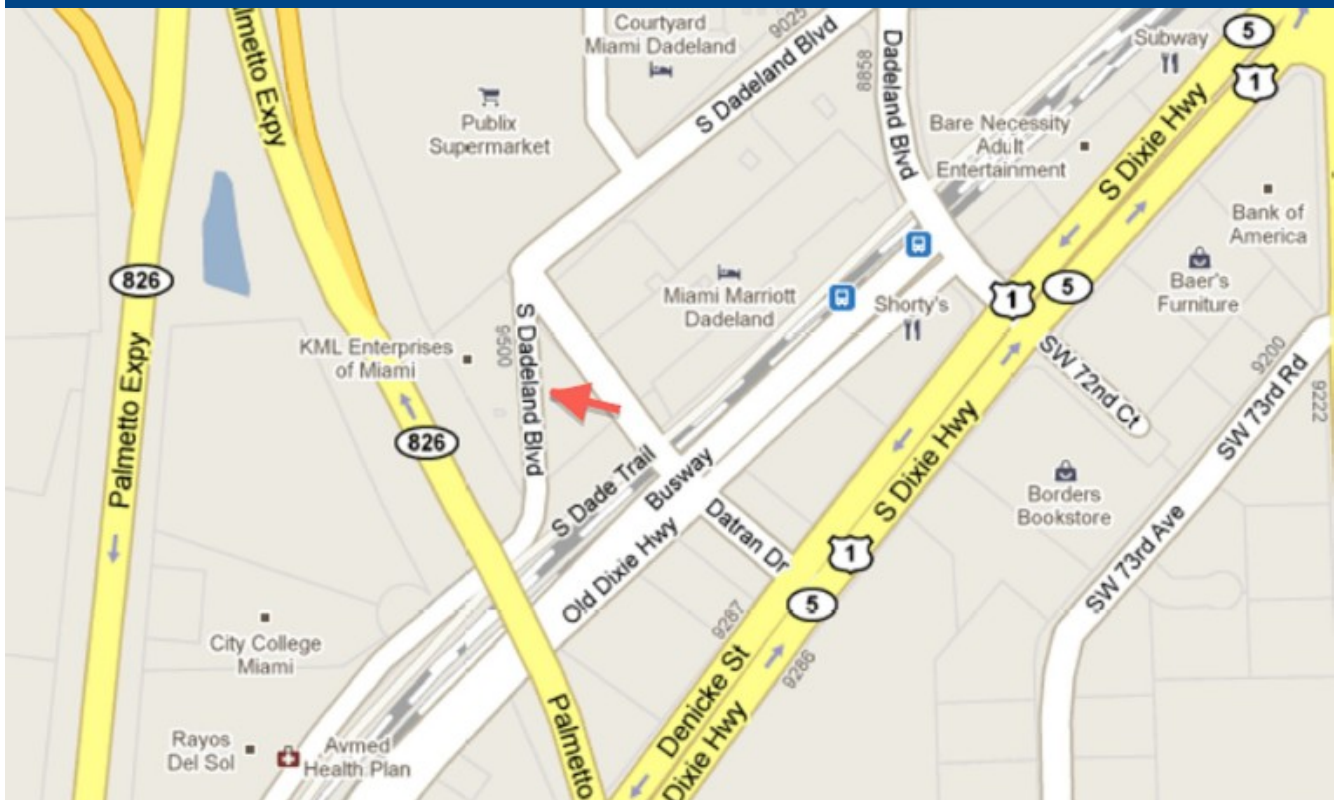 lmetto Expy
Courtyard
Miami Dadeland
9025
S Dadeland Blvd
Dadeland Blvd
8858
Subway
5
1
Publix
Supermarket
Bare Necessity
Adult
Entertainment
S Dixie Hwy
Bank of
America
826
Palmetto Expy
Miami Marriott
Dadeland
Shorty's
1
5
Baer's
Furniture
KML Enterprises
of Miami
9500
S Dadeland Blvd
SW 72nd Ct
9200
SW 73rd Rd
9222
826
S Dade Trail
Busway
Old Dixie Hwy
Datran Dr
S Dixie Hwy
Borders
Bookstore
1
5
SW 73rd Ave
City College
Miami
9287
9286
Denicke St
Dixie Hwy
Palmetto
Rayos
Del Sol
Avmed
Health Plan